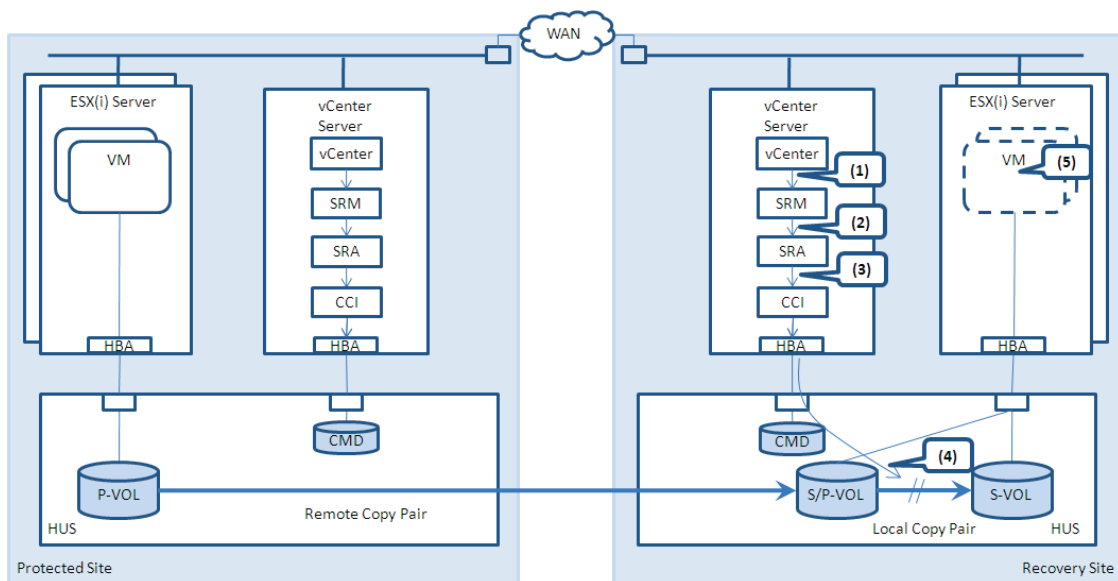 WAN
ESX(i) Server
VM
HBA
vCenter
Server
vCenter
SRM
SRA
CCI
HBA
P-VOL
CMD
Remote Copy Pair
HUS
Protected Site
vCenter
Server
vCenter
(1)
SRM
(2)
SRA
(3)
CCI
HBA
ESX(i) Server
VM
(5)
HBA
CMD
(4)
S/P-VOL
S-VOL
Local Copy Pair
HUS
Recovery Site